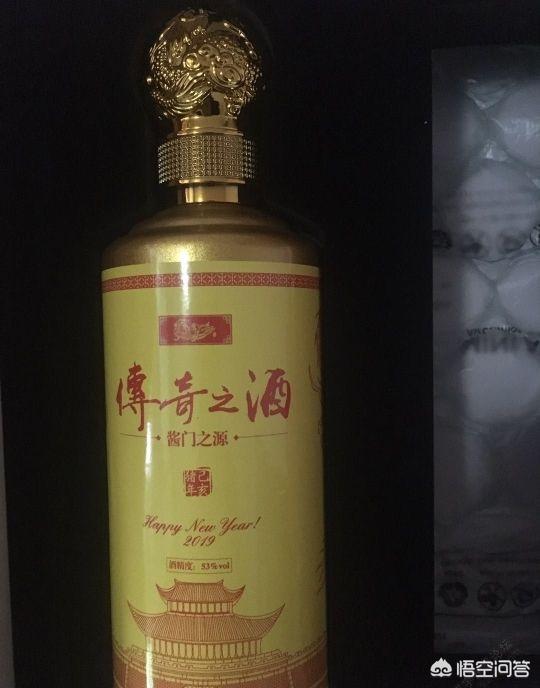 傳奇之酒
酱门之源
己亥
猪年
Happy New Year!
2019
酒精度：53%vol
悟空问答